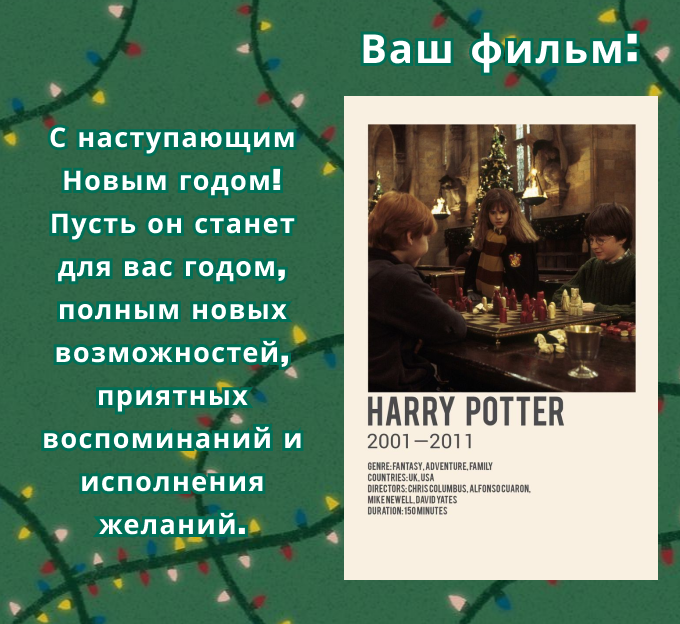 Ваш фильм:
С наступающим
Новым годом!
Пусть он станет
для вас годом,
полным новых
возможностей,
приятных
воспоминаний и
исполнения
желаний.
HARRY POTTER
2001—2011
GENRE: FANTASY, ADVENTURE, FAMILY
COUNTRIES: UK, USA
DIRECTORS: CHRIS COLUMBUS, ALFONSO CUARON,
MIKE NEWELL, DAVID YATES
DURATION: 150 MINUTES